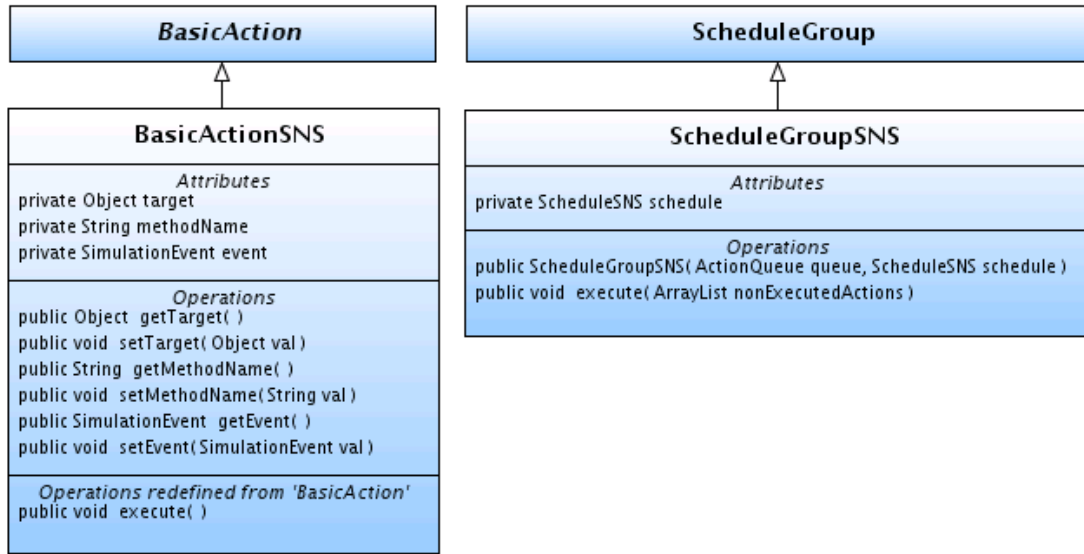 BasicAction
BasicActionSNS
Attributes
private Object target
private String methodName
private SimulationEvent event
Operations
public Object getTarget( )
public void setTarget( Object val )
public String getMethodName( )
public void setMethodName( String val )
public SimulationEvent getEvent( )
public void setEvent( SimulationEvent val )
Operations redefined from 'BasicAction'
public void execute( )
ScheduleGroup
ScheduleGroupSNS
Attributes
private ScheduleSNS schedule
Operations
public ScheduleGroupSNS( ActionQueue queue, ScheduleSNS schedule )
public void execute( ArrayList nonExecutedActions )